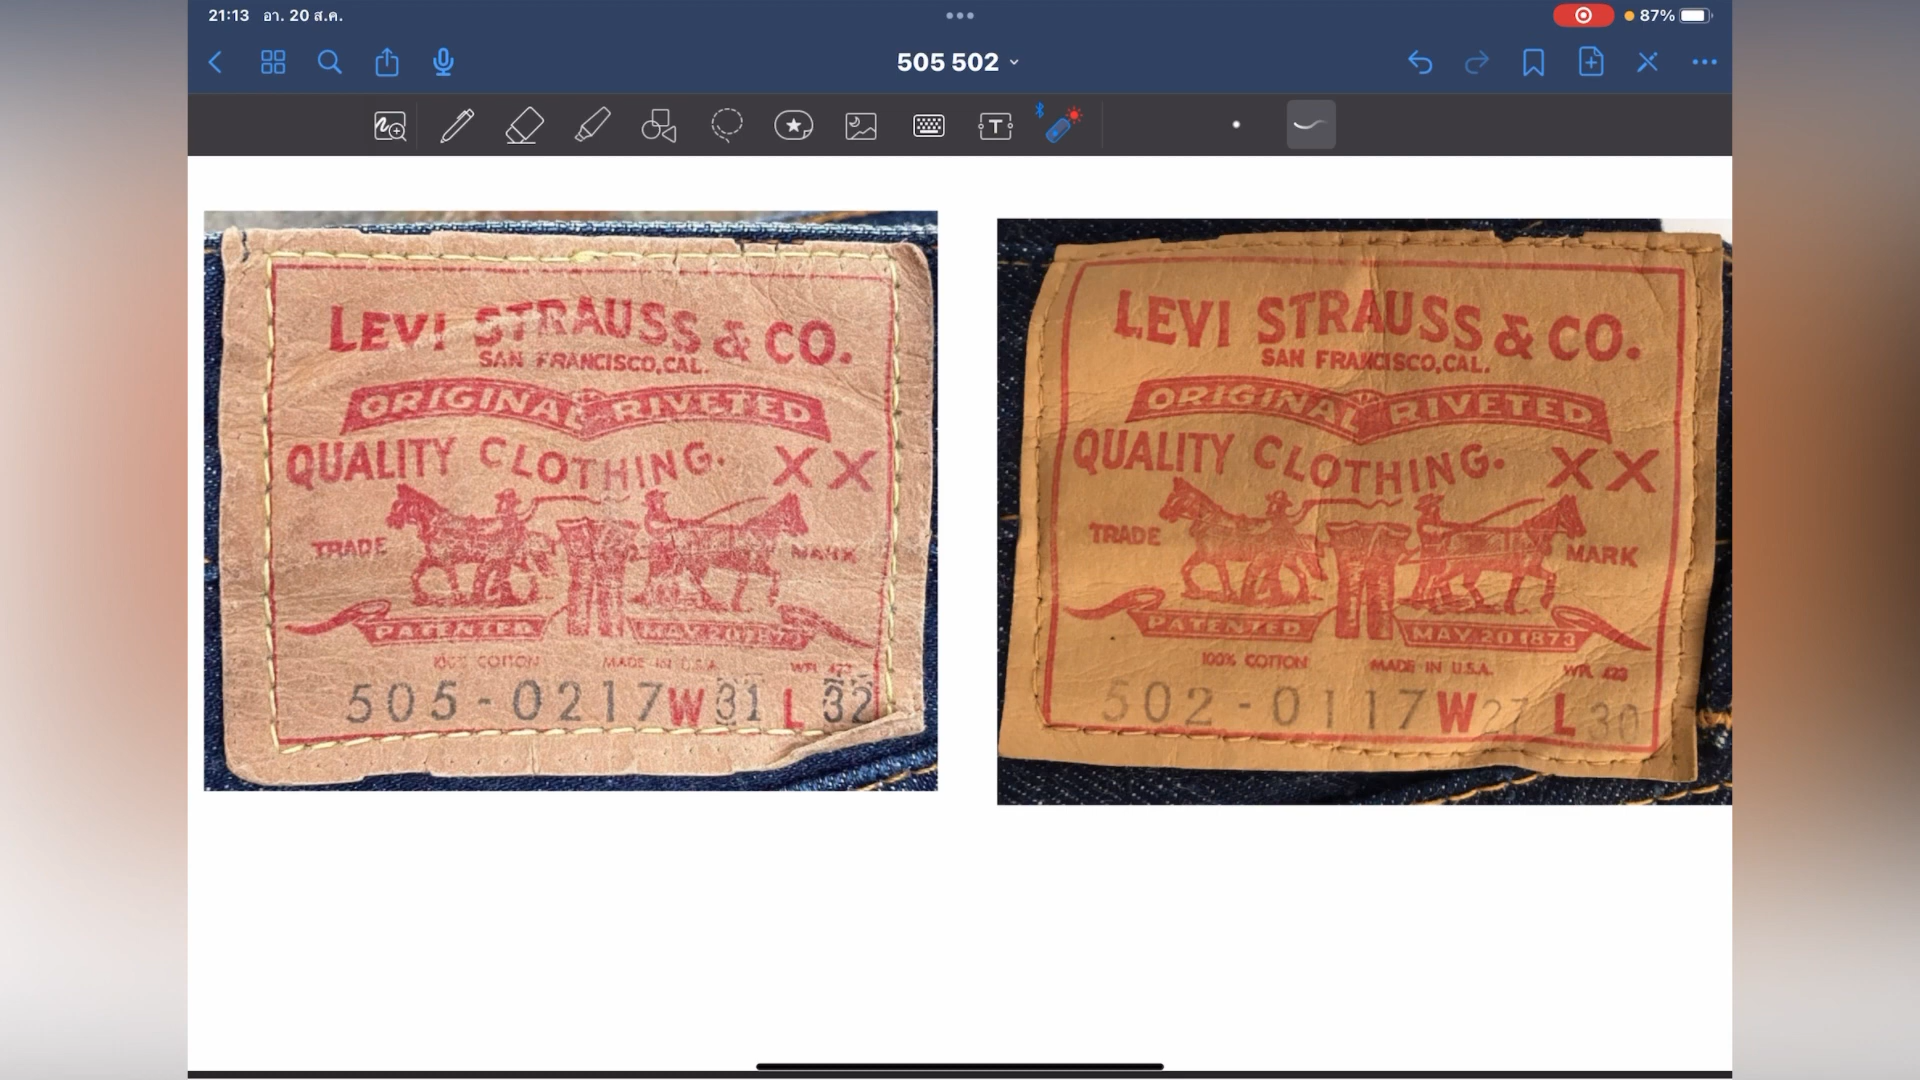 21:13 อา. 20 ส.ค.
87%
505 502
LEVI STRAUSS & CO.
SAN FRANCISCO, CAL.
ORIGINAL RIVETED
QUALITY CLOTHING. XX
TRADE MARK
PATENTED MAY 20 1873
100% COTTON MADE IN U.S.A. WPL 423
505-0217 W 31 L 32
LEVI STRAUSS & CO.
SAN FRANCISCO, CAL.
ORIGINAL RIVETED
QUALITY CLOTHING. XX
TRADE MARK
PATENTED MAY 20 1873
100% COTTON MADE IN U.S.A. WPL 423
502-0117 W 27 L 30